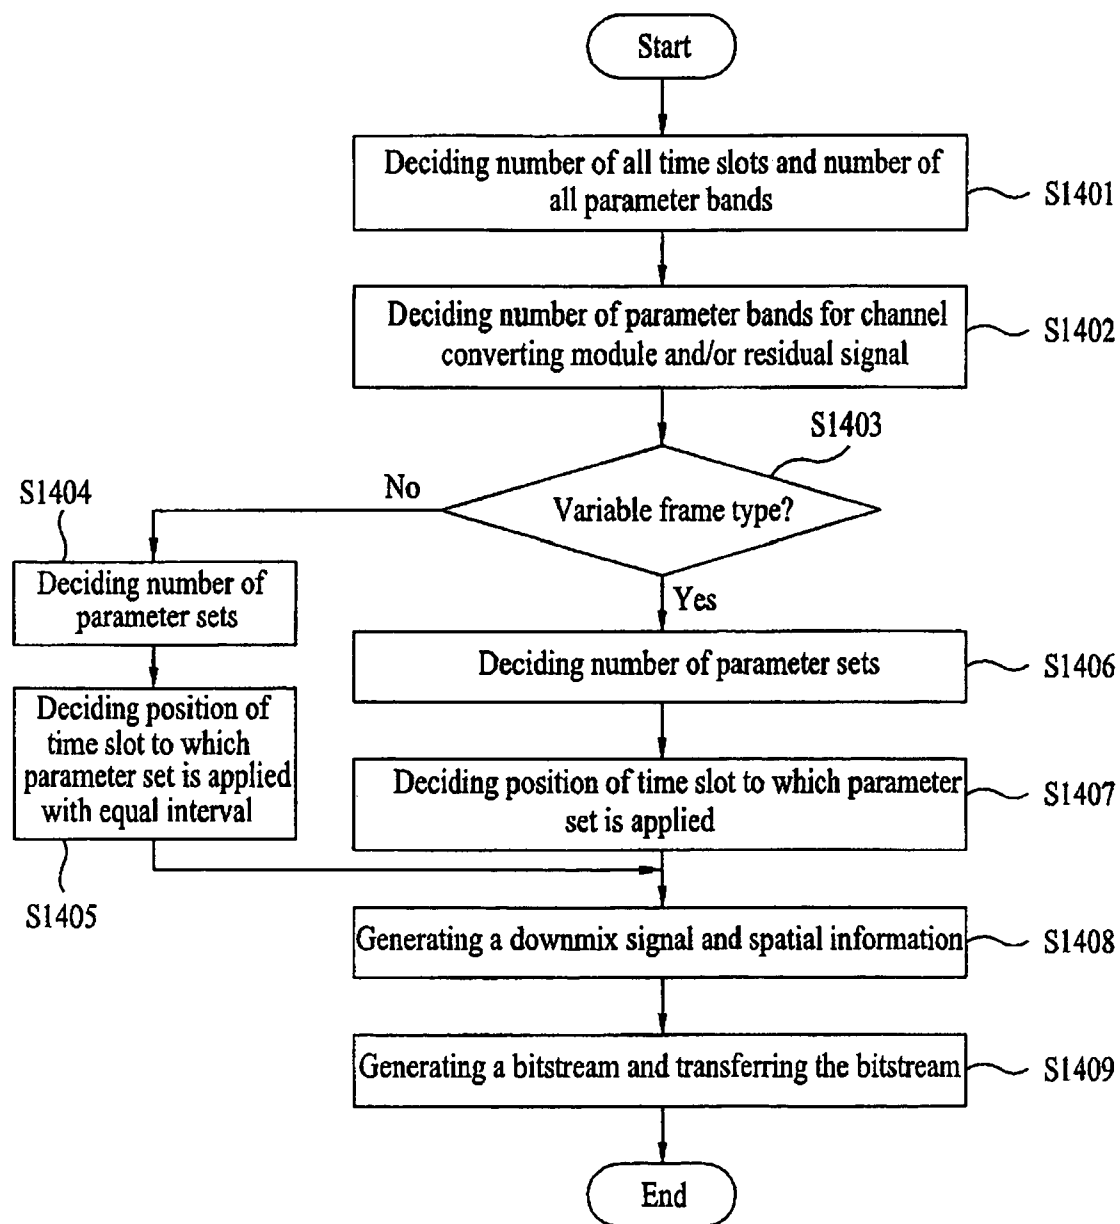 Start
Deciding number of all time slots and number of
all parameter bands
S1401
Deciding number of parameter bands for channel
converting module and/or residual signal
S1402
S1403
Variable frame type?
No
Yes
S1404
Deciding number of
parameter sets
Deciding position of
time slot to which
parameter set is applied
with equal interval
S1405
Deciding number of parameter sets
S1406
Deciding position of time slot to which parameter
set is applied
S1407
Generating a downmix signal and spatial information
S1408
Generating a bitstream and transferring the bitstream
S1409
End